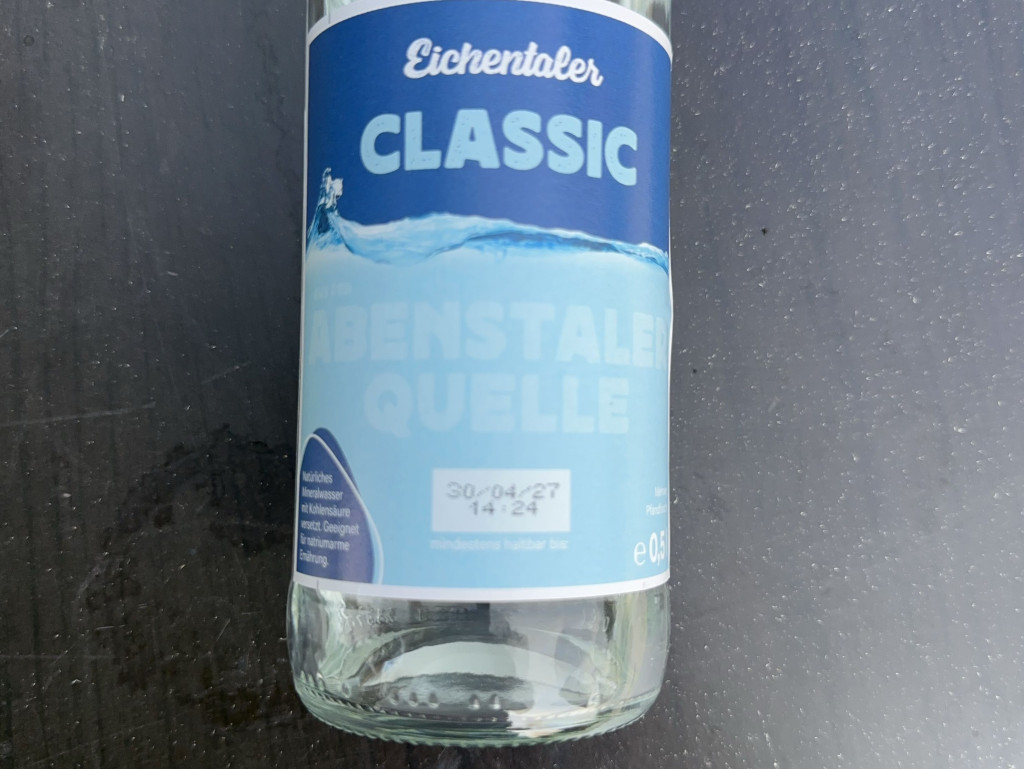 Eichentaler
CLASSIC
ABENSTALER
QUELLE
Natürliches
Mineralwasser
mit Kohlensäure
versetzt. Geeignet
für natriumarme
Ernährung.
30/04/27
14:24
mindestens haltbar bis:
e 0,5